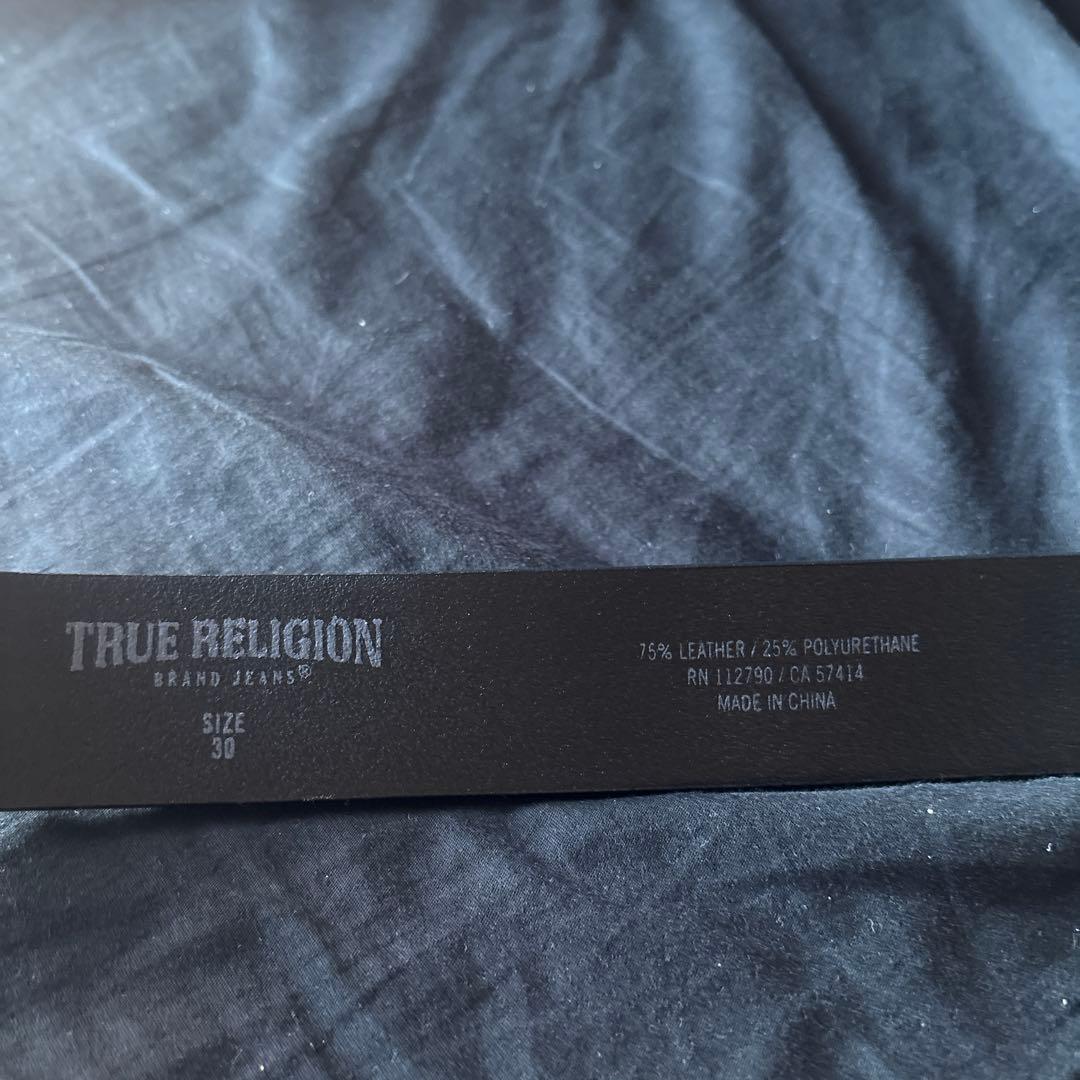 TRUE RELIGION
BRAND JEANS®
SIZE
30
75% LEATHER / 25% POLYURETHANE
RN 112790 / CA 57414
MADE IN CHINA